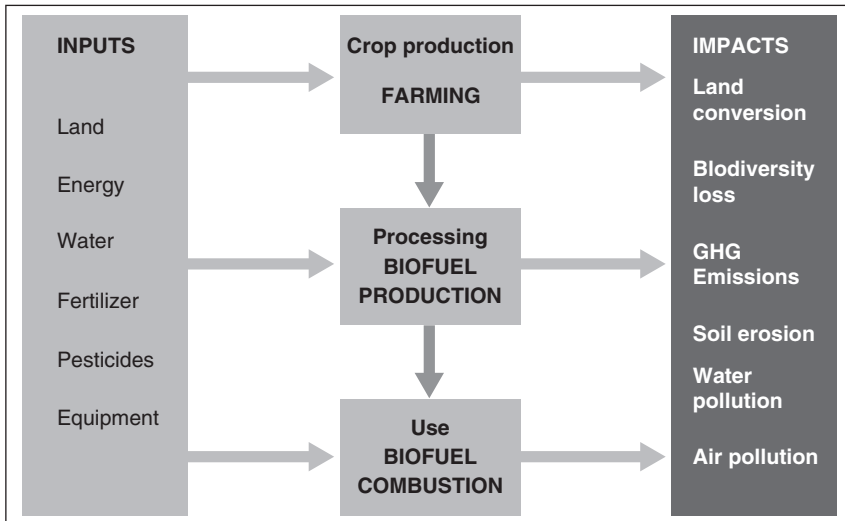 INPUTS
Land
Energy
Water
Fertilizer
Pesticides
Equipment
Crop production
FARMING
Processing
BIOFUEL
PRODUCTION
Use
BIOFUEL
COMBUSTION
IMPACTS
Land
conversion
Blodiversity
loss
GHG
Emissions
Soil erosion
Water
pollution
Air pollution